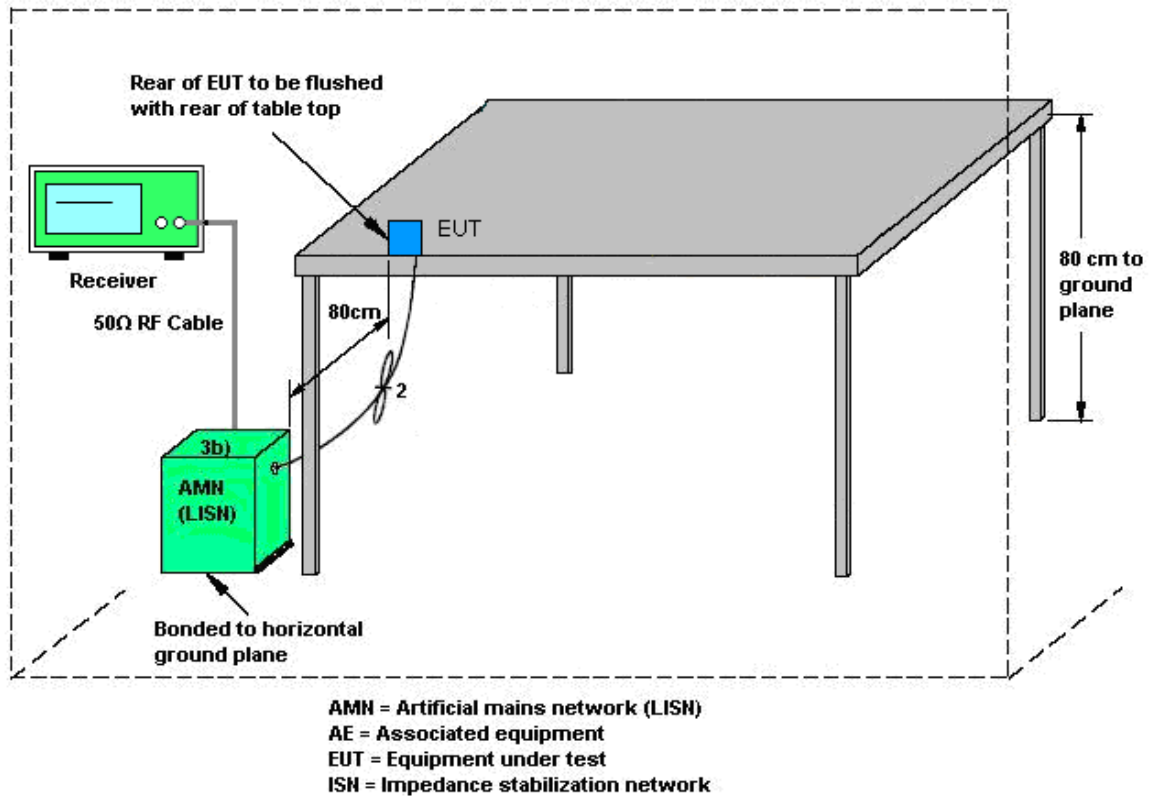 Rear of EUT to be flushed
with rear of table top
EUT
Receiver
50Ω RF Cable
80cm
80 cm to
ground
plane
2
3b)
AMN
(LISN)
Bonded to horizontal
ground plane
AMN = Artificial mains network (LISN)
AE = Associated equipment
EUT = Equipment under test
ISN = Impedance stabilization network